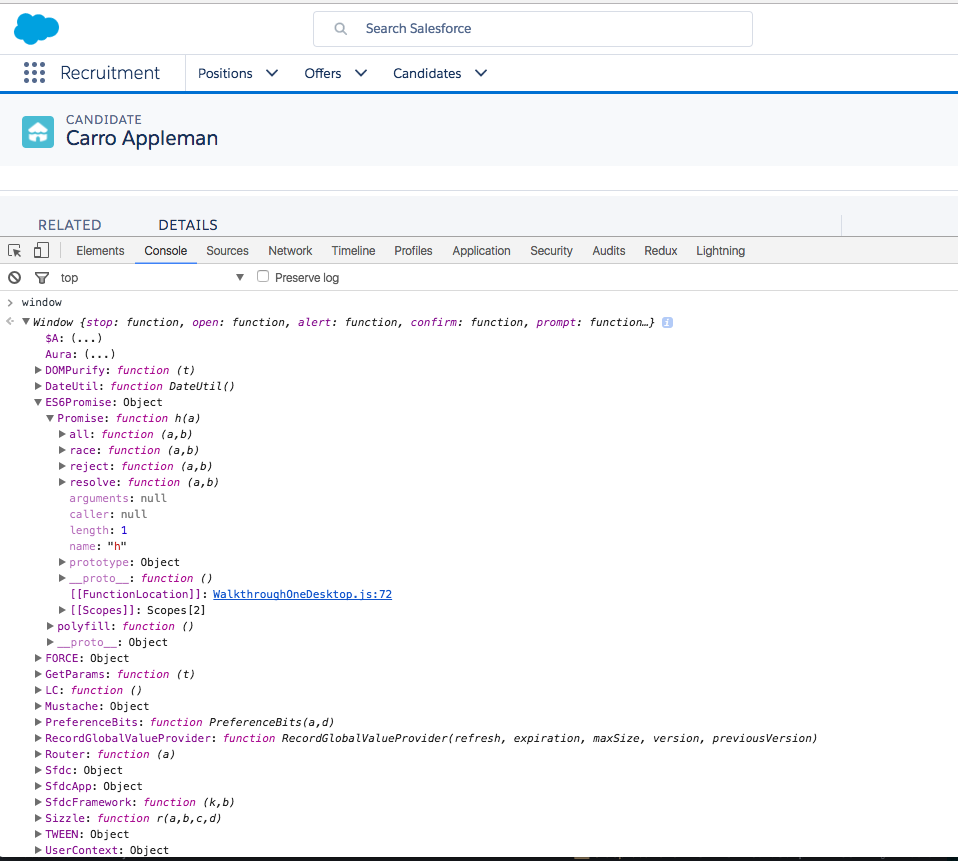 Search Salesforce
Recruitment Positions Offers Candidates
CANDIDATE
Carro Appleman
RELATED DETAILS
Elements Console Sources Network Timeline Profiles Application Security Audits Redux Lightning
top Preserve log
window
Window {stop: function, open: function, alert: function, confirm: function, prompt: function…}
$A: (...)
Aura: (...)
DOMPurify: function (t)
DateUtil: function DateUtil()
ES6Promise: Object
Promise: function h(a)
all: function (a,b)
race: function (a,b)
reject: function (a,b)
resolve: function (a,b)
arguments: null
caller: null
length: 1
name: "h"
prototype: Object
__proto__: function ()
[[FunctionLocation]]: WalkthroughOneDesktop.js:72
[[Scopes]]: Scopes[2]
polyfill: function ()
__proto__: Object
FORCE: Object
GetParams: function (t)
LC: function ()
Mustache: Object
PreferenceBits: function PreferenceBits(a,d)
RecordGlobalValueProvider: function RecordGlobalValueProvider(refresh, expiration, maxSize, version, previousVersion)
Router: function (a)
Sfdc: Object
SfdcApp: Object
SfdcFramework: function (k,b)
Sizzle: function r(a,b,c,d)
TWEEN: Object
UserContext: Object